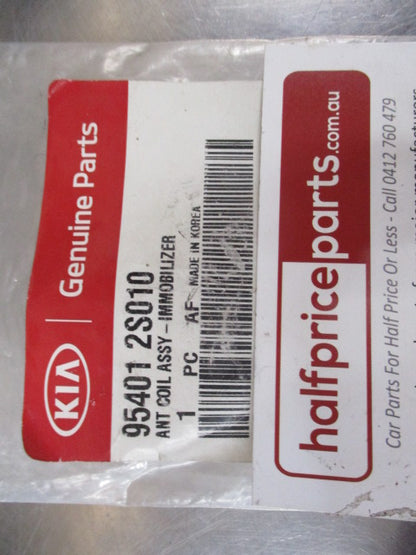 KIA | Genuine Parts
95401 2S010
ANT COIL ASSY-IMMOBILIZER
1 PC AF MADE IN KOREA
halfpriceparts.com.au
Car Parts For Half Price Or Less - Call 0412 760 479